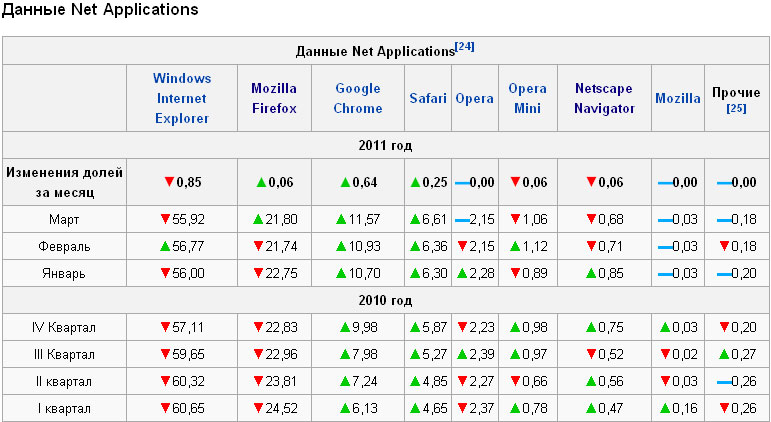 Данные Net Applications
Данные Net Applications[24]
Windows Internet Explorer Mozilla Firefox Google Chrome Safari Opera Opera Mini Netscape Navigator Mozilla Прочие [25]
2011 год
Изменения долей за месяц ▼0,85 ▲0,06 ▲0,64 ▲0,25 —0,00 ▼0,06 ▼0,06 —0,00 —0,00
Март ▼55,92 ▲21,80 ▲11,57 ▲6,61 —2,15 ▼1,06 ▼0,68 —0,03 —0,18
Февраль ▲56,77 ▼21,74 ▲10,93 ▲6,36 ▼2,15 ▲1,12 ▼0,71 —0,03 ▼0,18
Январь ▼56,00 ▼22,75 ▲10,70 ▲6,30 ▲2,28 ▼0,89 ▲0,85 —0,03 —0,20
2010 год
IV Квартал ▼57,11 ▼22,83 ▲9,98 ▲5,87 ▼2,23 ▲0,98 ▲0,75 ▲0,03 ▼0,20
III Квартал ▼59,65 ▼22,96 ▲7,98 ▲5,27 ▲2,39 ▲0,97 ▼0,52 ▼0,02 ▲0,27
II квартал ▼60,32 ▼23,81 ▲7,24 ▲4,85 ▼2,27 ▼0,66 ▲0,56 ▼0,03 —0,26
I квартал ▼60,65 ▼24,52 ▲6,13 ▲4,65 ▼2,37 ▲0,78 ▲0,47 ▲0,16 ▼0,26